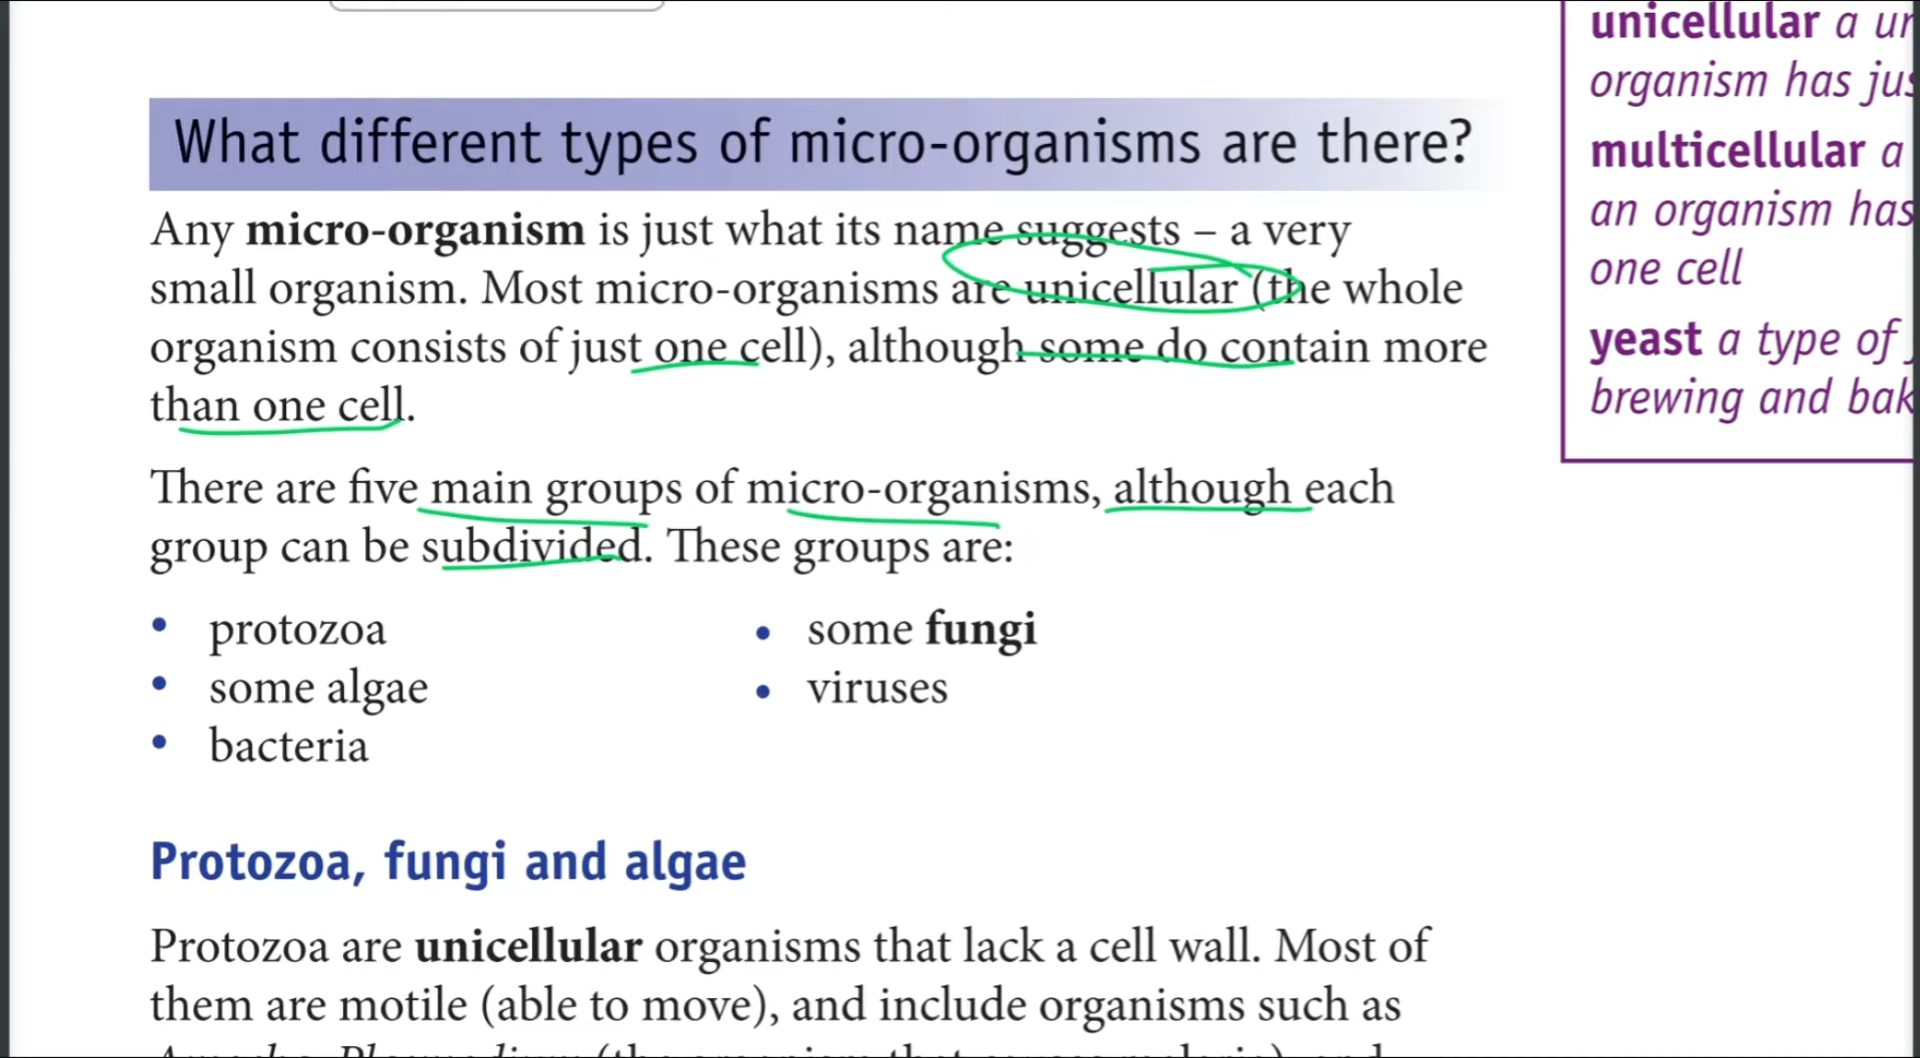 What different types of micro-organisms are there?
Any micro-organism is just what its name suggests – a very
small organism. Most micro-organisms are unicellular (the whole
organism consists of just one cell), although some do contain more
than one cell.
There are five main groups of micro-organisms, although each
group can be subdivided. These groups are:
• protozoa
• some algae
• bacteria
• some fungi
• viruses
Protozoa, fungi and algae
Protozoa are unicellular organisms that lack a cell wall. Most of
them are motile (able to move), and include organisms such as
unicellular a
organism has
multicellular a
an organism has
one cell
yeast a type of
brewing and